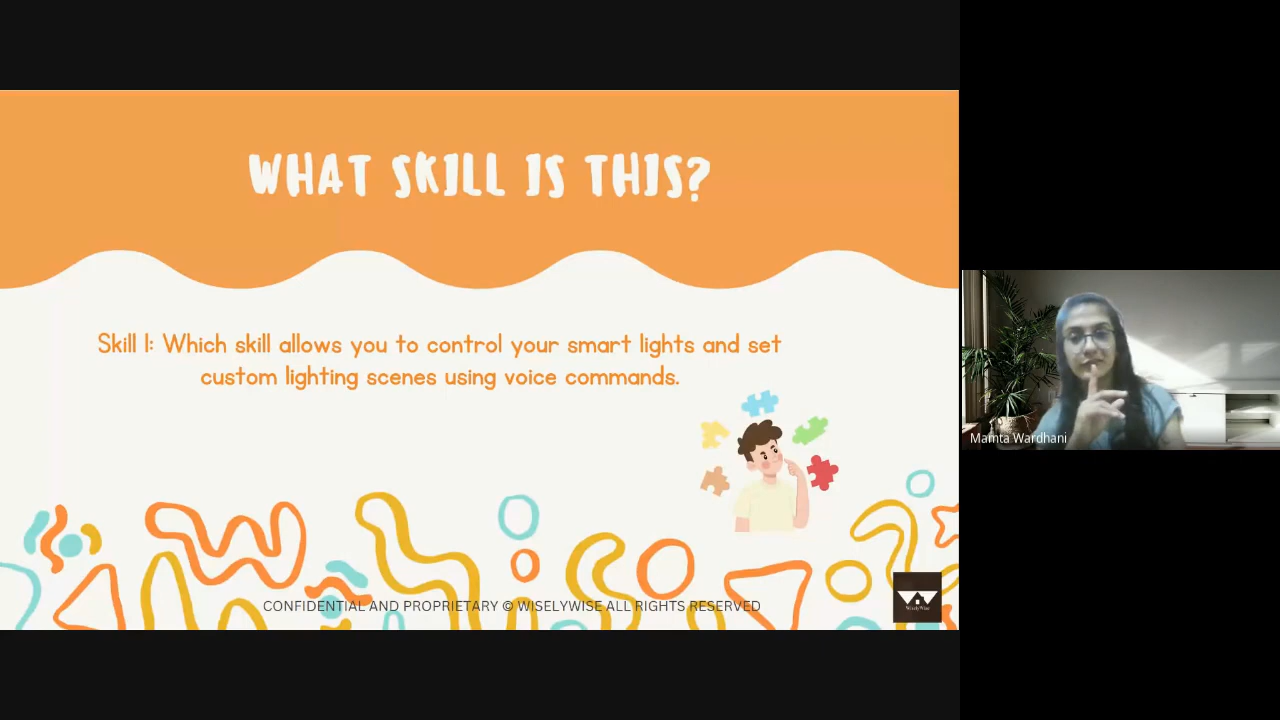 WHAT SKILL IS THIS?
Skill 1: Which skill allows you to control your smart lights and set
custom lighting scenes using voice commands.
Mamta Wardhani
CONFIDENTIAL AND PROPRIETARY © WISELYWISE ALL RIGHTS RESERVED
WiselyWise